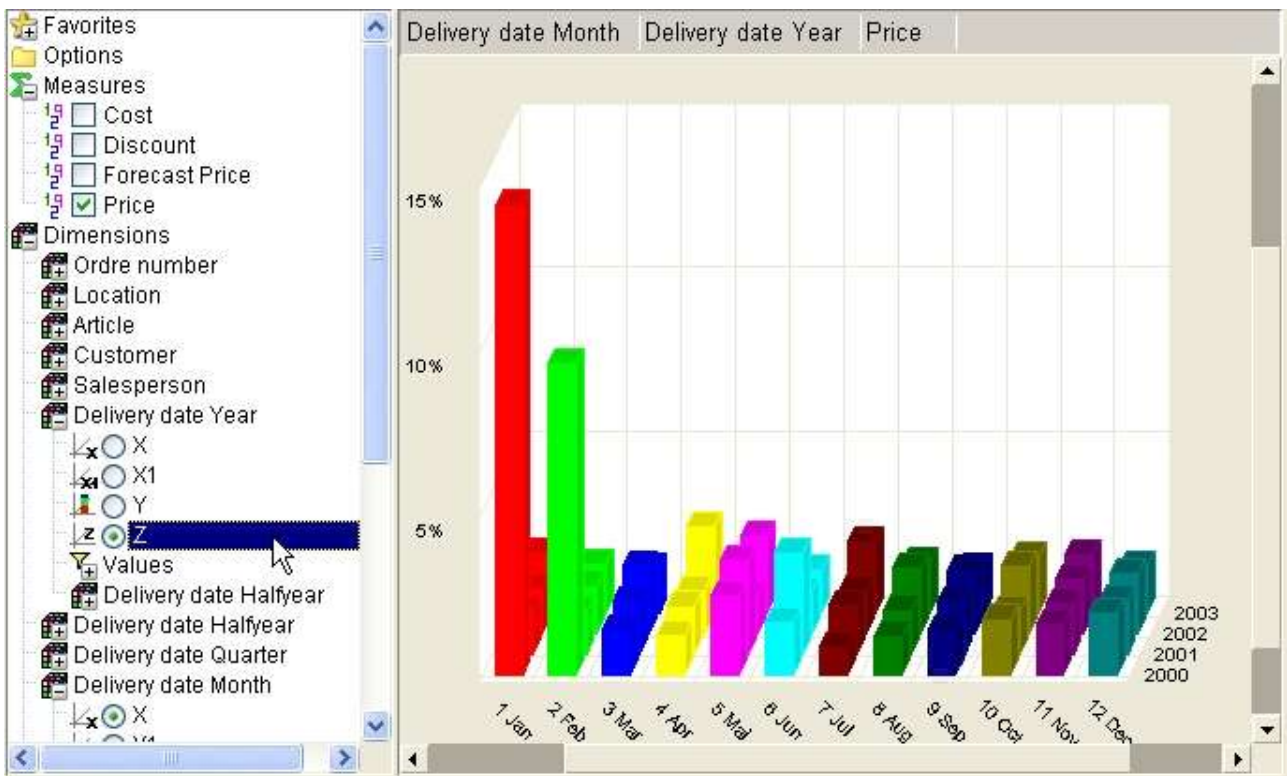 Favorites
Options
Measures
Cost
Discount
Forecast Price
Price
Dimensions
Ordre number
Location
Article
Customer
Salesperson
Delivery date Year
X
X1
Y
Z
Values
Delivery date Halfyear
Delivery date Halfyear
Delivery date Quarter
Delivery date Month
X
Delivery date Month Delivery date Year Price
15%
10%
5%
2003
2002
2001
2000
1 Jan 2 Feb 3 Mar 4 Apr 5 Mai 6 Jun 7 Jul 8 Aug 9 Sep 10 Oct 11 Nov 12 Dec